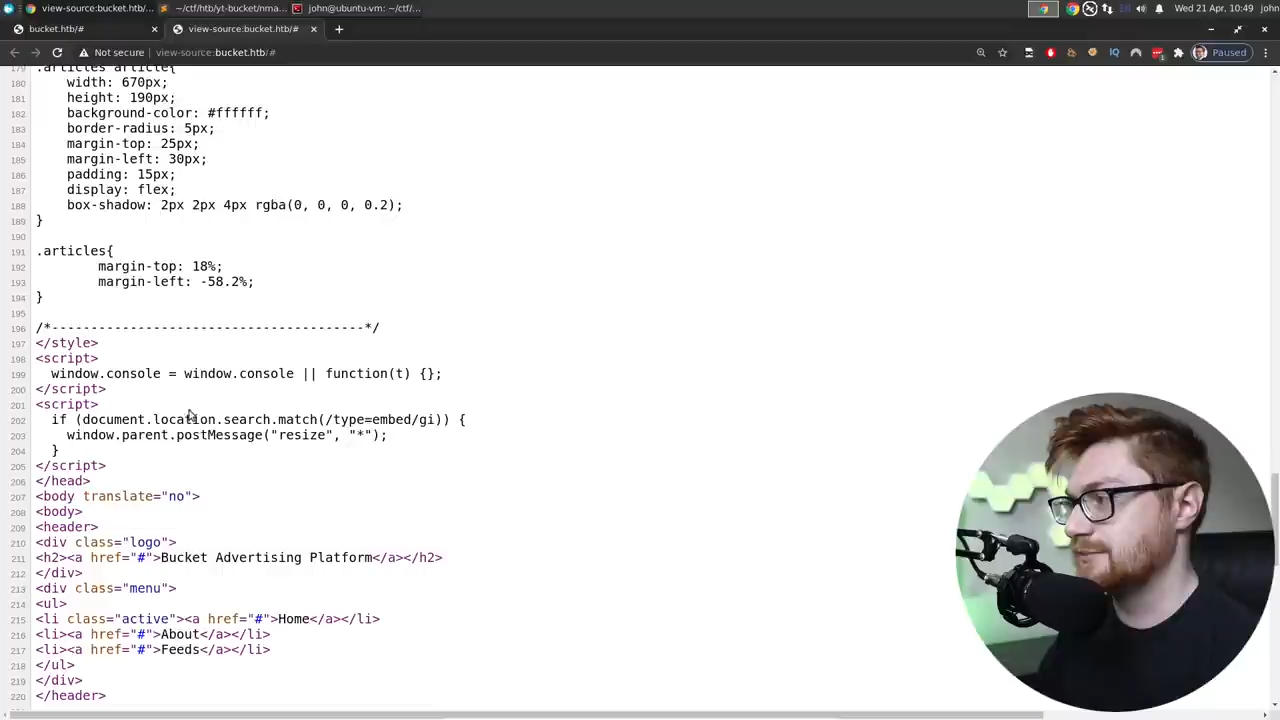 view-source:bucket.htb/...
~/ctf/htb/yt-bucket/nma...
john@ubuntu-vm: ~/ctf/...
Wed 21 Apr, 10:49 john
bucket.htb/#
view-source:bucket.htb/#
Not secure view-source:bucket.htb/#
IQ
Paused
179 .articles article{
180 width: 670px;
181 height: 190px;
182 background-color: #ffffff;
183 border-radius: 5px;
184 margin-top: 25px;
185 margin-left: 30px;
186 padding: 15px;
187 display: flex;
188 box-shadow: 2px 2px 4px rgba(0, 0, 0, 0.2);
189 }
190
191 .articles{
192 margin-top: 18%;
193 margin-left: -58.2%;
194 }
195
196 /*----------------------------------------*/
197 </style>
198 <script>
199 window.console = window.console || function(t) {};
200 </script>
201 <script>
202 if (document.location.search.match(/type=embed/gi)) {
203 window.parent.postMessage("resize", "*");
204 }
205 </script>
206 </head>
207 <body translate="no">
208 <body>
209 <header>
210 <div class="logo">
211 <h2><a href="#">Bucket Advertising Platform</a></h2>
212 </div>
213 <div class="menu">
214 <ul>
215 <li class="active"><a href="#">Home</a></li>
216 <li><a href="#">About</a></li>
217 <li><a href="#">Feeds</a></li>
218 </ul>
219 </div>
220 </header>